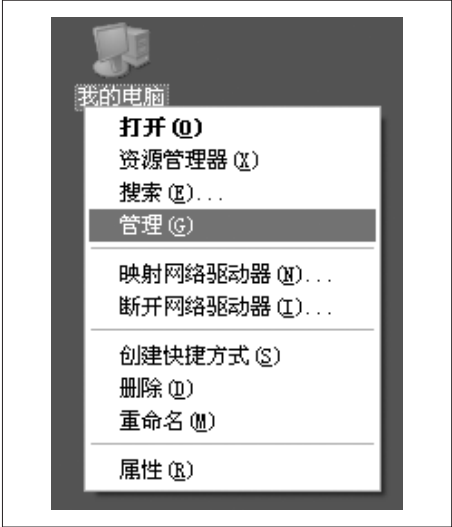 我的电脑
打开(O)
资源管理器(X)
搜索(E)...
管理(G)
映射网络驱动器(N)...
断开网络驱动器(I)...
创建快捷方式(S)
删除(D)
重命名(M)
属性(R)